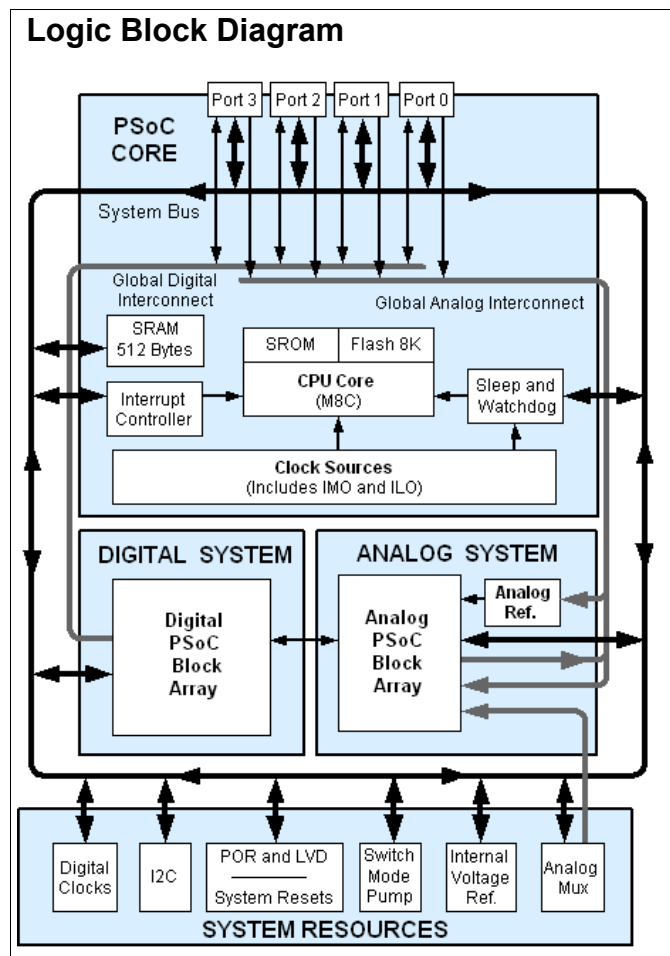 Logic Block Diagram
Port 3
Port 2
Port 1
Port 0
PSoC
CORE
System Bus
Global Digital
Interconnect
Global Analog Interconnect
SRAM
512 Bytes
SROM
Flash 8K
CPU Core
(M8C)
Interrupt
Controller
Sleep and
Watchdog
Clock Sources
(Includes IMO and ILO)
DIGITAL SYSTEM
Digital
PSoC
Block
Array
ANALOG SYSTEM
Analog
PSoC
Block
Array
Analog
Ref.
Digital
Clocks
I2C
POR and LVD
System Resets
Switch
Mode
Pump
Internal
Voltage
Ref.
Analog
Mux
SYSTEM RESOURCES